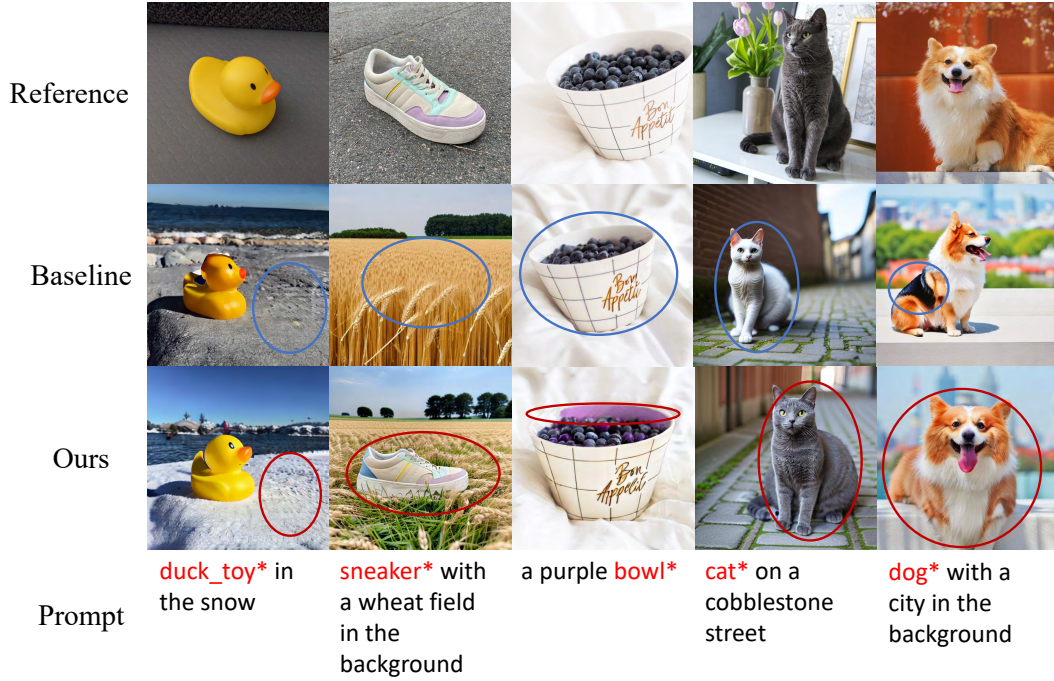 Reference
Bon
Appetit
Baseline
Bon
Appetit
Ours
Bon
Appetit
Prompt
duck_toy* in
the snow
sneaker* with
a wheat field
in the
background
a purple bowl*
cat* on a
cobblestone
street
dog* with a
city in the
background